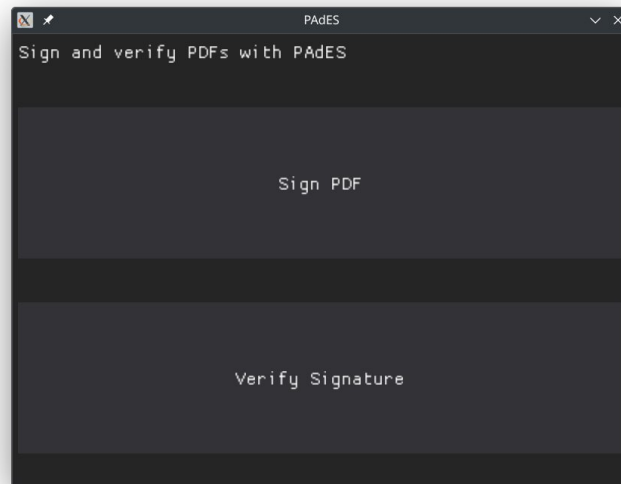 PAdES
Sign and verify PDFs with PAdES
Sign PDF
Verify Signature